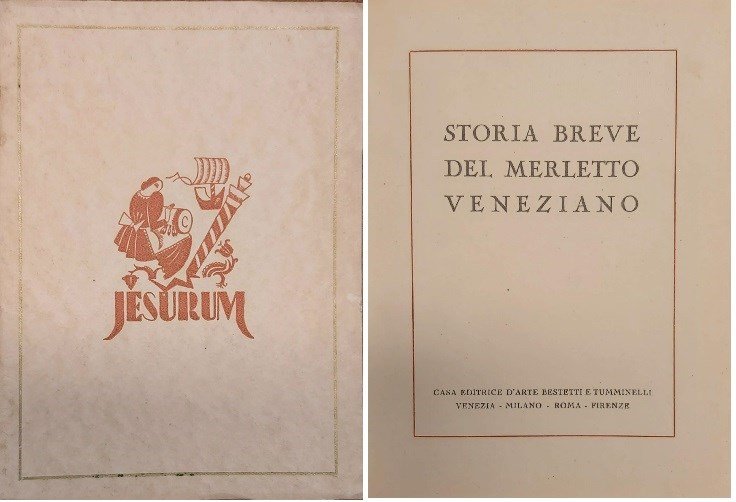 JESURUM
STORIA BREVE
DEL MERLETTO
VENEZIANO
CASA EDITRICE D'ARTE BESTETTI E TUMMINELLI
VENEZIA - MILANO - ROMA - FIRENZE